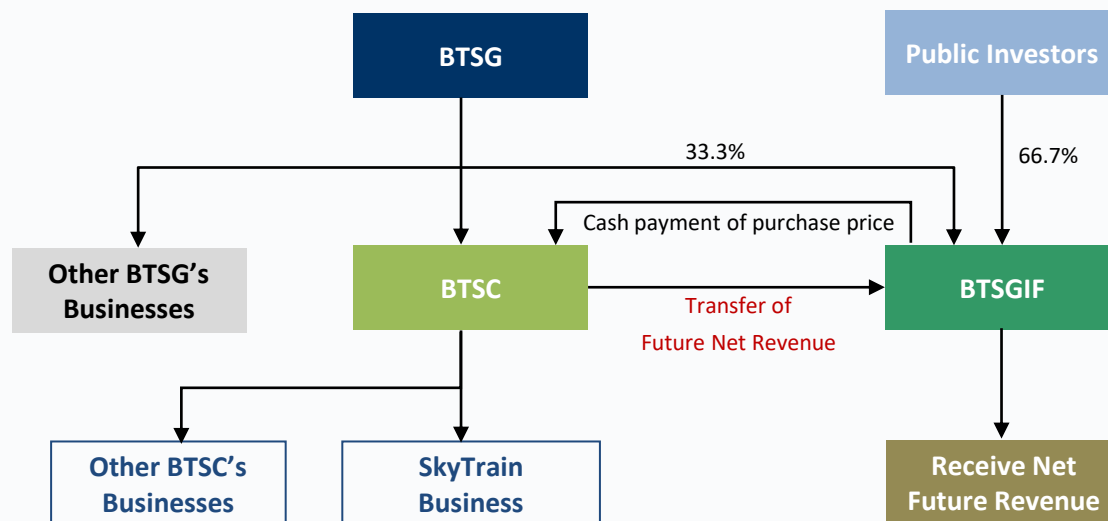 BTSG
Public Investors
33.3%
66.7%
Cash payment of purchase price
Other BTSG's
Businesses
BTSC
BTSGIF
Transfer of
Future Net Revenue
Other BTSC's
Businesses
SkyTrain
Business
Receive Net
Future Revenue